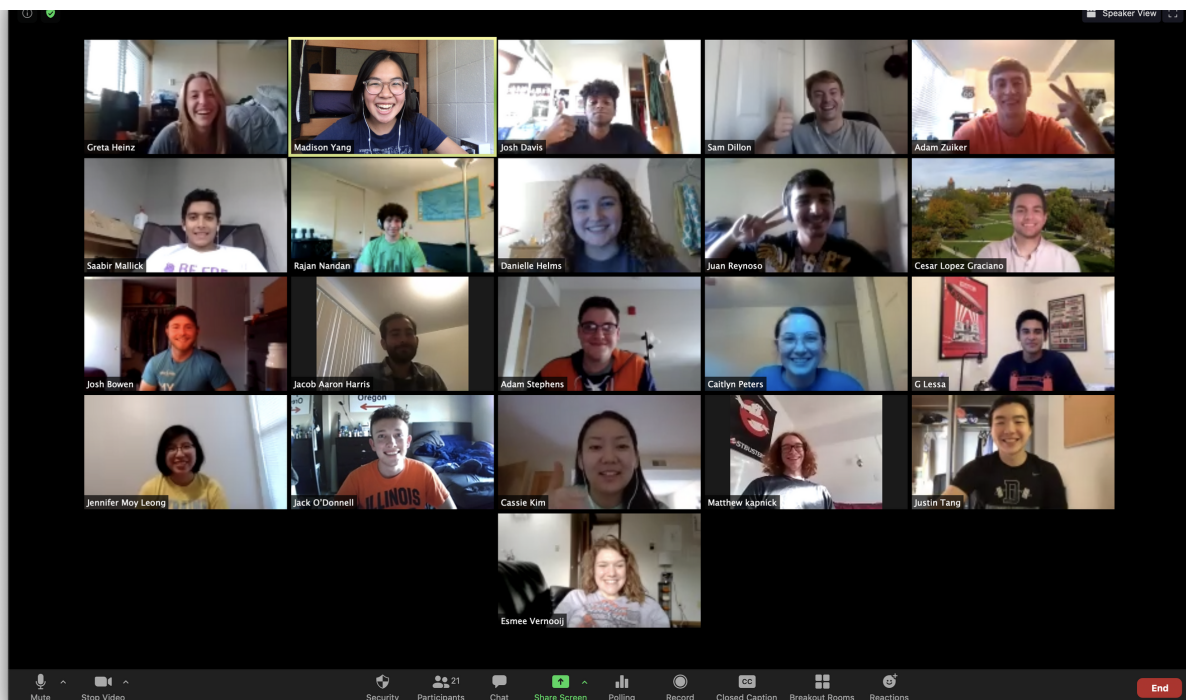 Speaker View
Greta Heinz
Madison Yang
Josh Davis
Sam Dillon
Adam Zuiker
Saabir Mallick
BE
Rajan Nandan
Danielle Helms
Juan Reynoso
Cesar Lopez Graciano
Josh Bowen
MY
Jacob Aaron Harris
Adam Stephens
Caitlyn Peters
G Lessa
Jennifer Moy Leong
Oregon
ILLINOIS
Jack O'Donnell
Cassie Kim
Matthew kapnick
D
Justin Tang
Esmee Vernooij
Mute
Stop Video
Security
21
Participants
Chat
Share Screen
Polling
Record
CC
Closed Caption
Breakout Rooms
Reactions
End